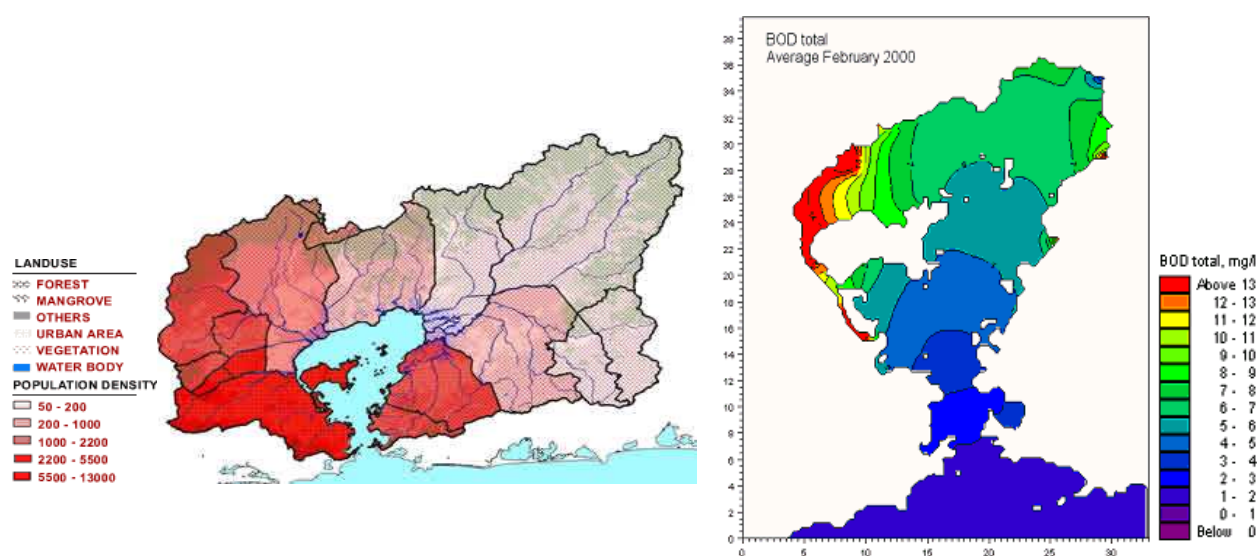 LANDUSE
FOREST
MANGROVE
OTHERS
URBAN AREA
VEGETATION
WATER BODY
POPULATION DENSITY
50 - 200
200 - 1000
1000 - 2200
2200 - 5500
5500 - 13000
BOD total
Average February 2000
38
36
34
32
30
28
26
24
22
20
18
16
14
12
10
8
6
4
2
0
0
5
10
15
20
25
30
BOD total, mg/l
Above 13
12 - 13
11 - 12
10 - 11
9 - 10
8 - 9
7 - 8
6 - 7
5 - 6
4 - 5
3 - 4
2 - 3
1 - 2
0 - 1
Below 0